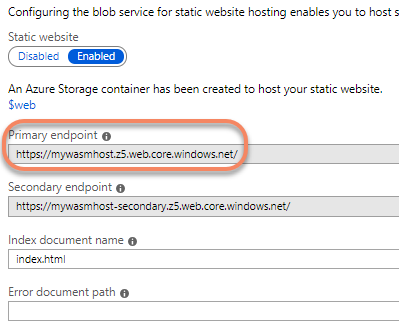 Configuring the blob service for static website hosting enables you to host s
Static website
Disabled Enabled
An Azure Storage container has been created to host your static website.
$web
Primary endpoint
https://mywasmhost.z5.web.core.windows.net/
Secondary endpoint
https://mywasmhost-secondary.z5.web.core.windows.net/
Index document name
index.html
Error document path